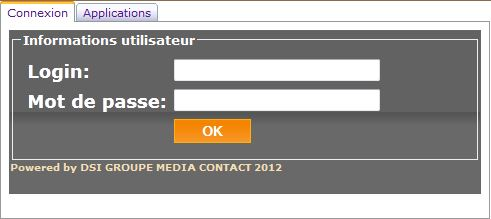 Connexion Applications
Informations utilisateur
Login:
Mot de passe:
OK
Powered by DSI GROUPE MEDIA CONTACT 2012